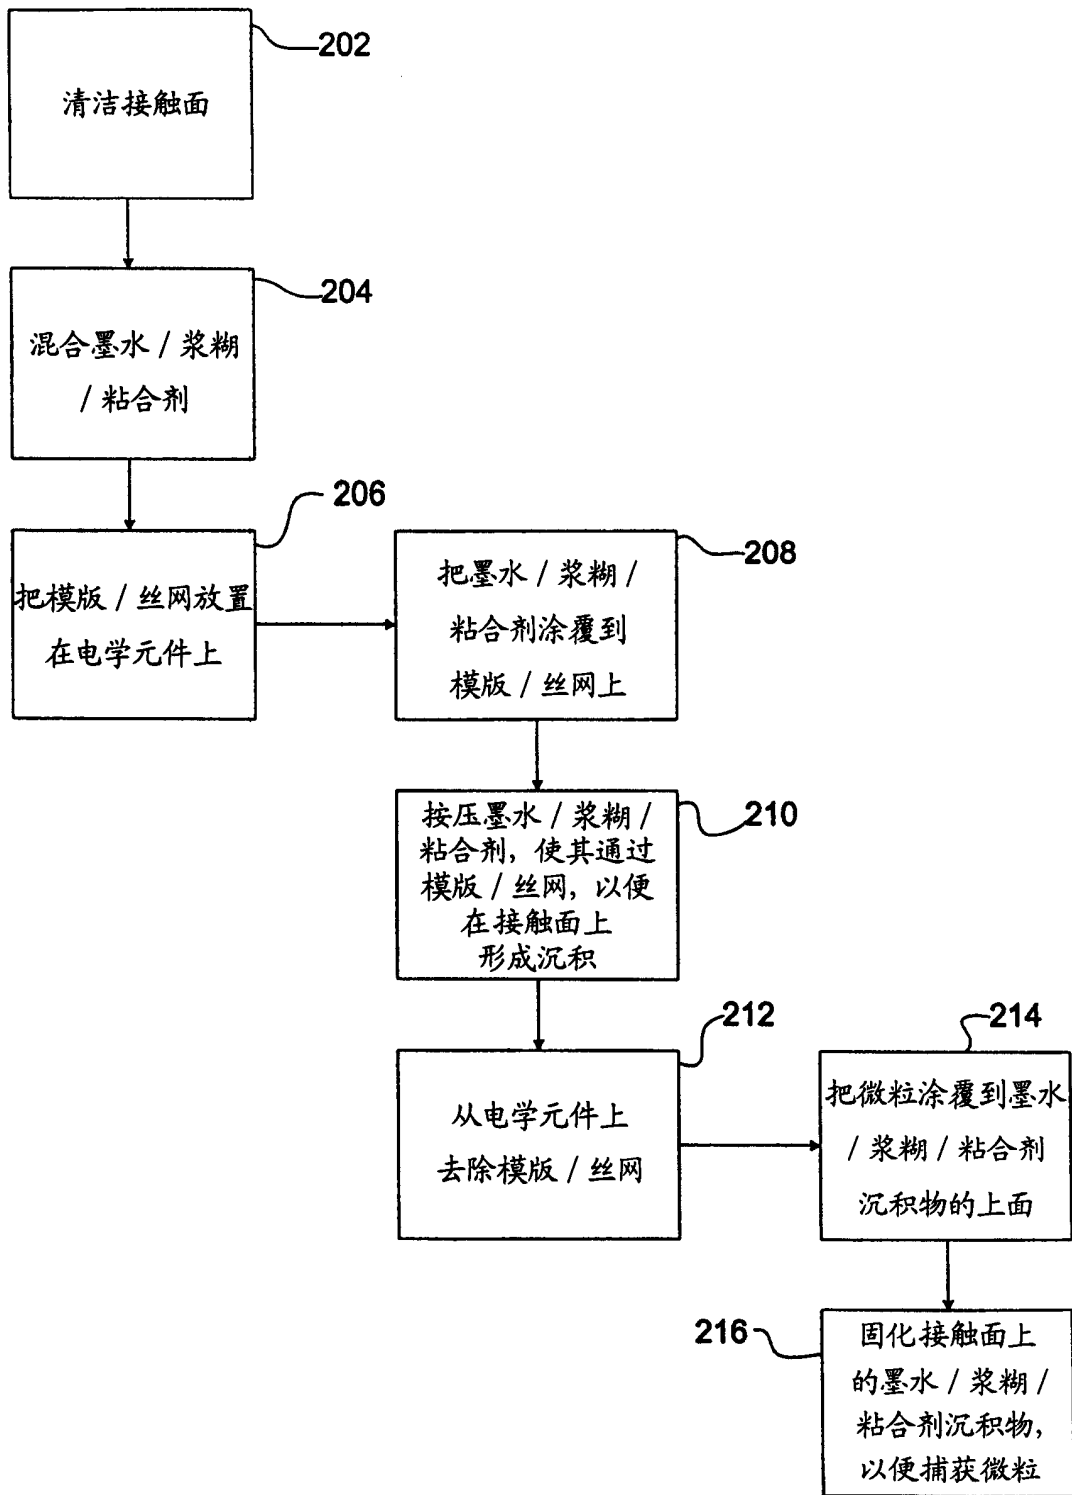 202
清洁接触面
204
混合墨水 / 浆糊
/ 粘合剂
206
把模版 / 丝网放置
在电学元件上
208
把墨水 / 浆糊 /
粘合剂涂覆到
模版 / 丝网上
210
按压墨水 / 浆糊 /
粘合剂，使其通过
模版 / 丝网，以便
在接触面上
形成沉积
212
从电学元件上
去除模版 / 丝网
214
把微粒涂覆到墨水
/ 浆糊 / 粘合剂
沉积物的上面
216
固化接触面上
的墨水 / 浆糊 /
粘合剂沉积物，
以便捕获微粒